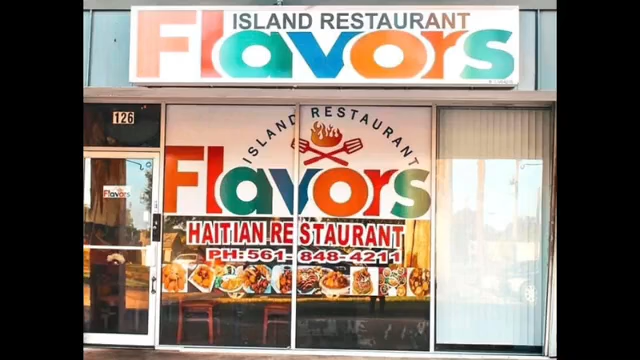 ISLAND RESTAURANT
Flavors
126
ISLAND RESTAURANT
Flavors
Flavors
HAITIAN RESTAURANT
PH:561-848-4211